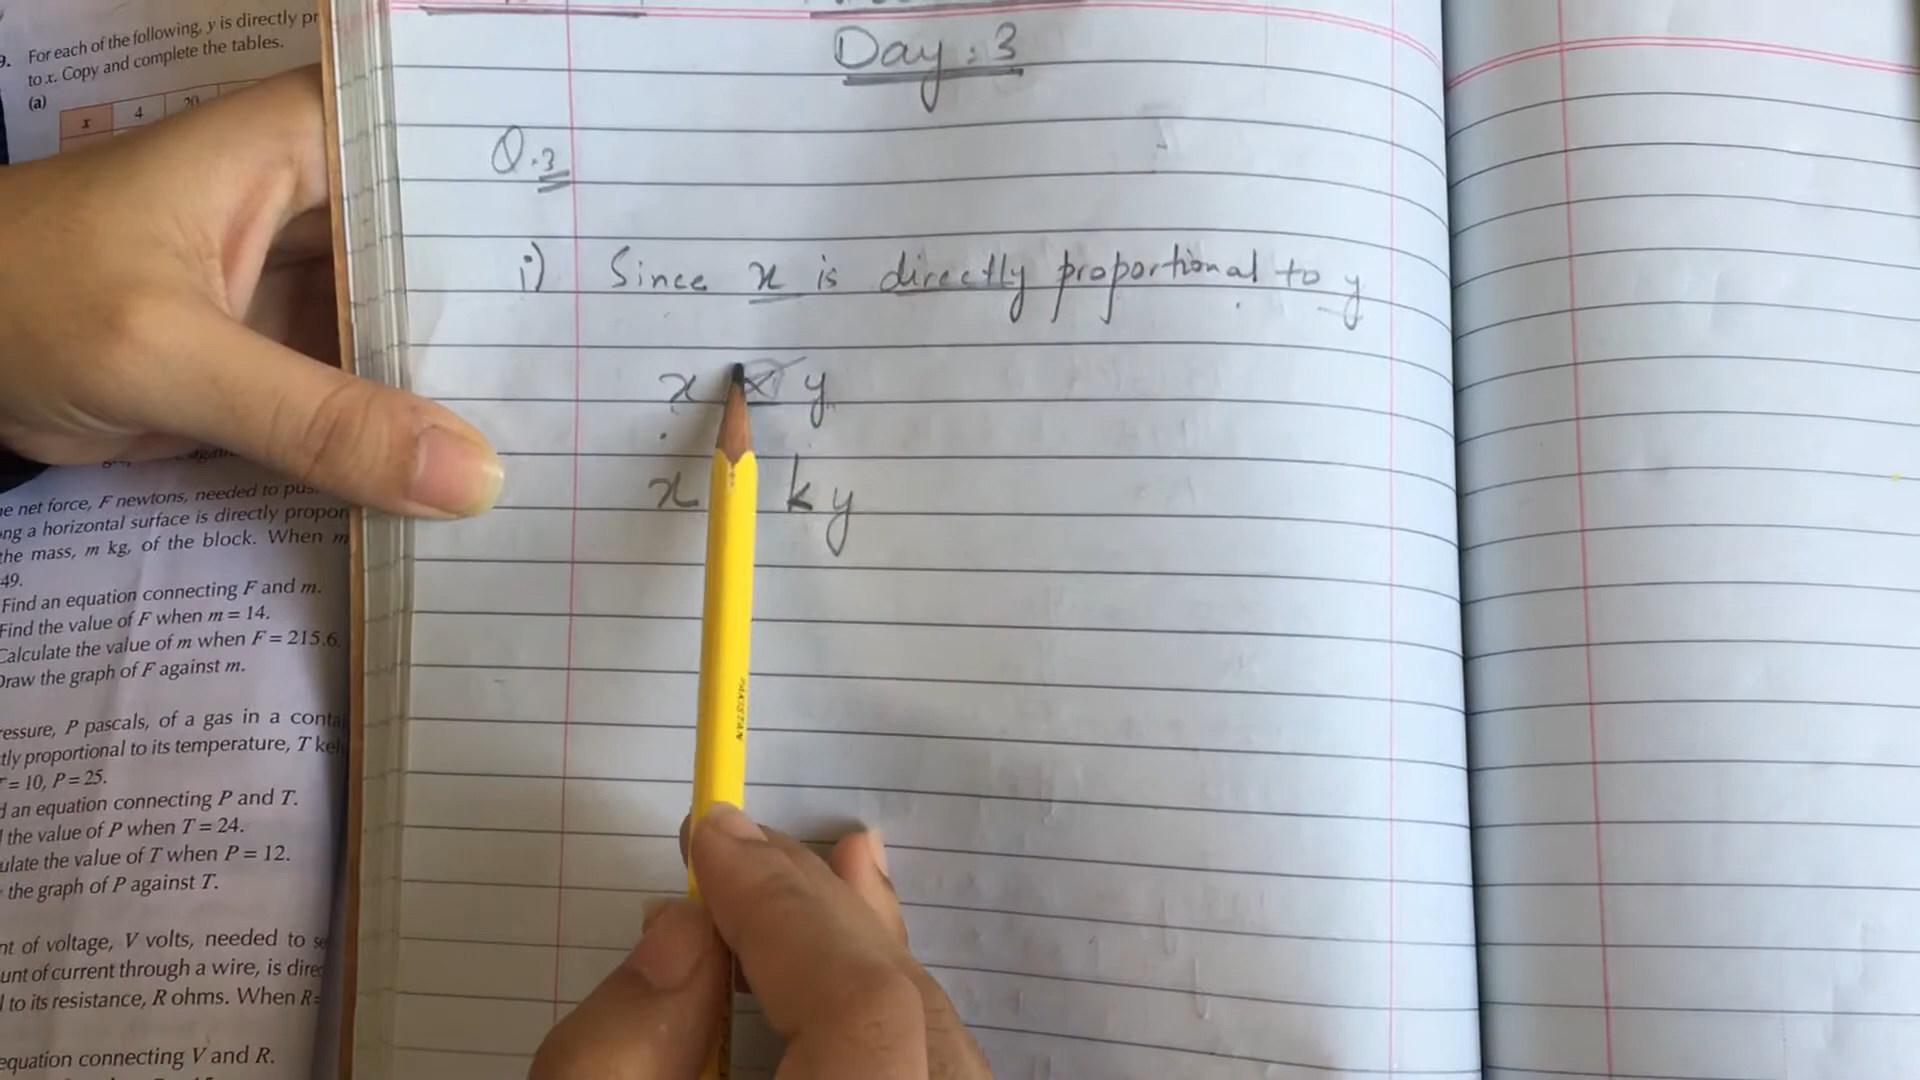 9. For each of the following, y is directly pr
to x. Copy and complete the tables.
(a)
x 4 20
ne net force, F newtons, needed to pus
ng a horizontal surface is directly propor
the mass, m kg, of the block. When m
49.
Find an equation connecting F and m.
Find the value of F when m = 14.
Calculate the value of m when F = 215.6.
Draw the graph of F against m.
ressure, P pascals, of a gas in a conta
tly proportional to its temperature, T kel
T = 10, P = 25.
d an equation connecting P and T.
the value of P when T = 24.
ulate the value of T when P = 12.
the graph of P against T.
nt of voltage, V volts, needed to se
unt of current through a wire, is direc
l to its resistance, R ohms. When R=
equation connecting V and R.
Day : 3
Q.3
i) Since x is directly proportional to y
x ∝ y
x k y
PAKISTAN